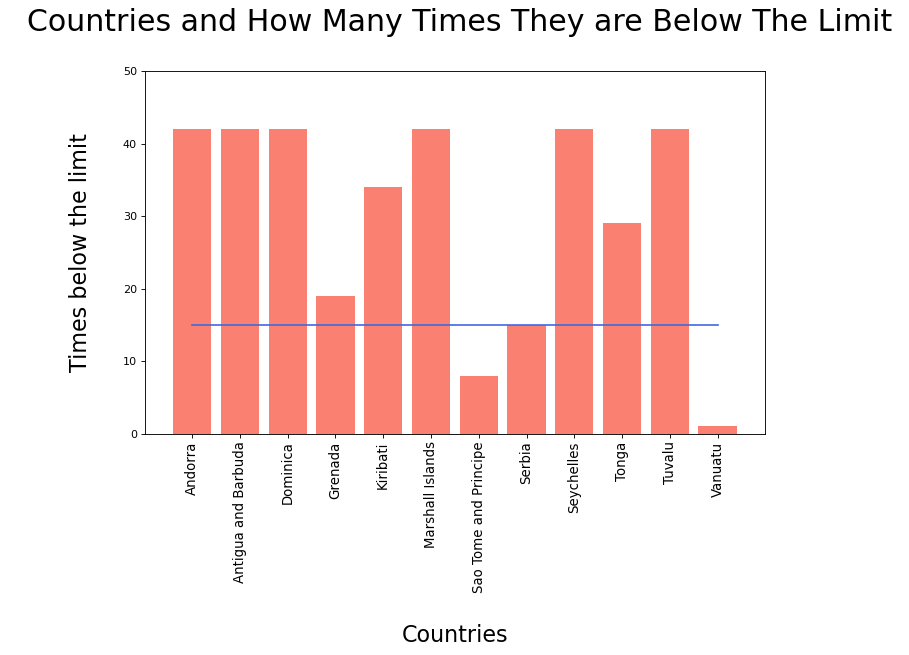 Countries and How Many Times They are Below The Limit
Times below the limit
50
40
30
20
10
0
Andorra
Antigua and Barbuda
Dominica
Grenada
Kiribati
Marshall Islands
Sao Tome and Principe
Serbia
Seychelles
Tonga
Tuvalu
Vanuatu
Countries